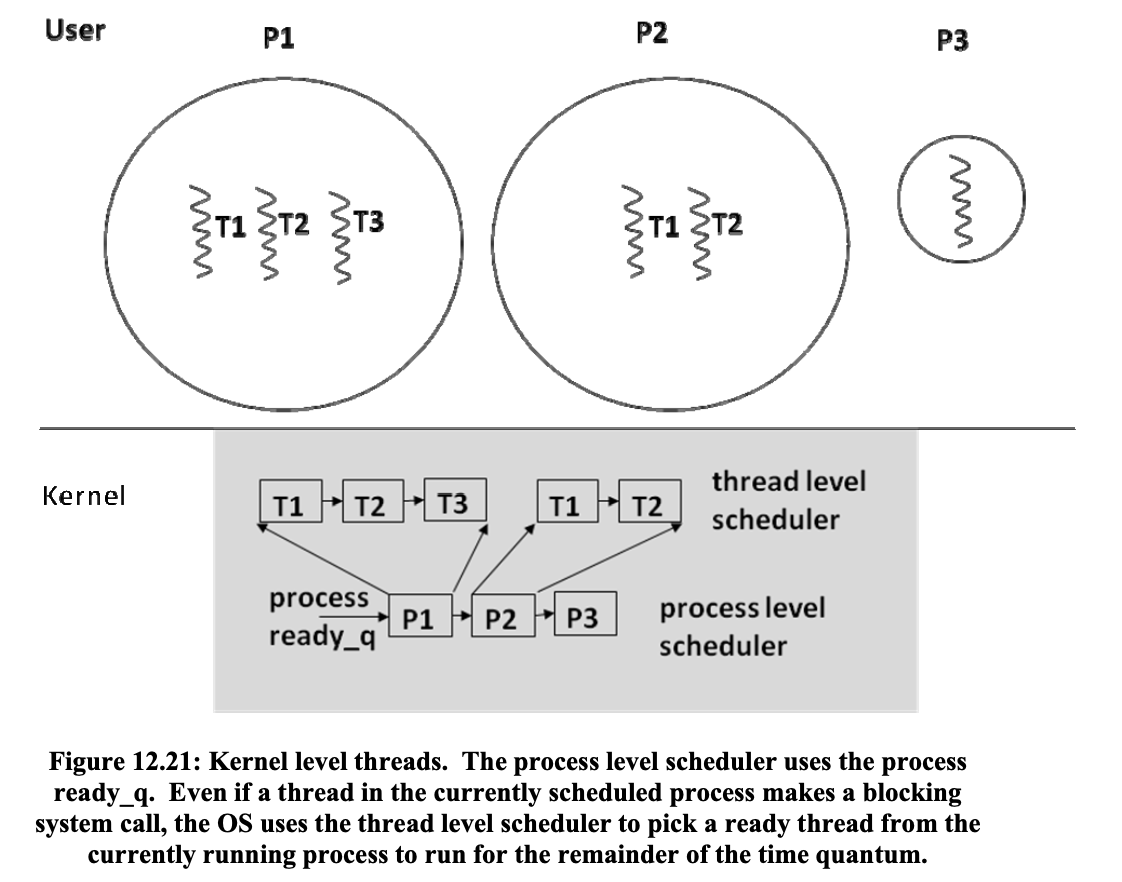 User
P1
P2
P3
T1 T2 T3
T1 T2
Kernel
T1 T2 T3
T1 T2
thread level
scheduler
process
ready_q
P1 P2 P3
process level
scheduler
Figure 12.21: Kernel level threads.  The process level scheduler uses the process
ready_q.  Even if a thread in the currently scheduled process makes a blocking
system call, the OS uses the thread level scheduler to pick a ready thread from the
currently running process to run for the remainder of the time quantum.